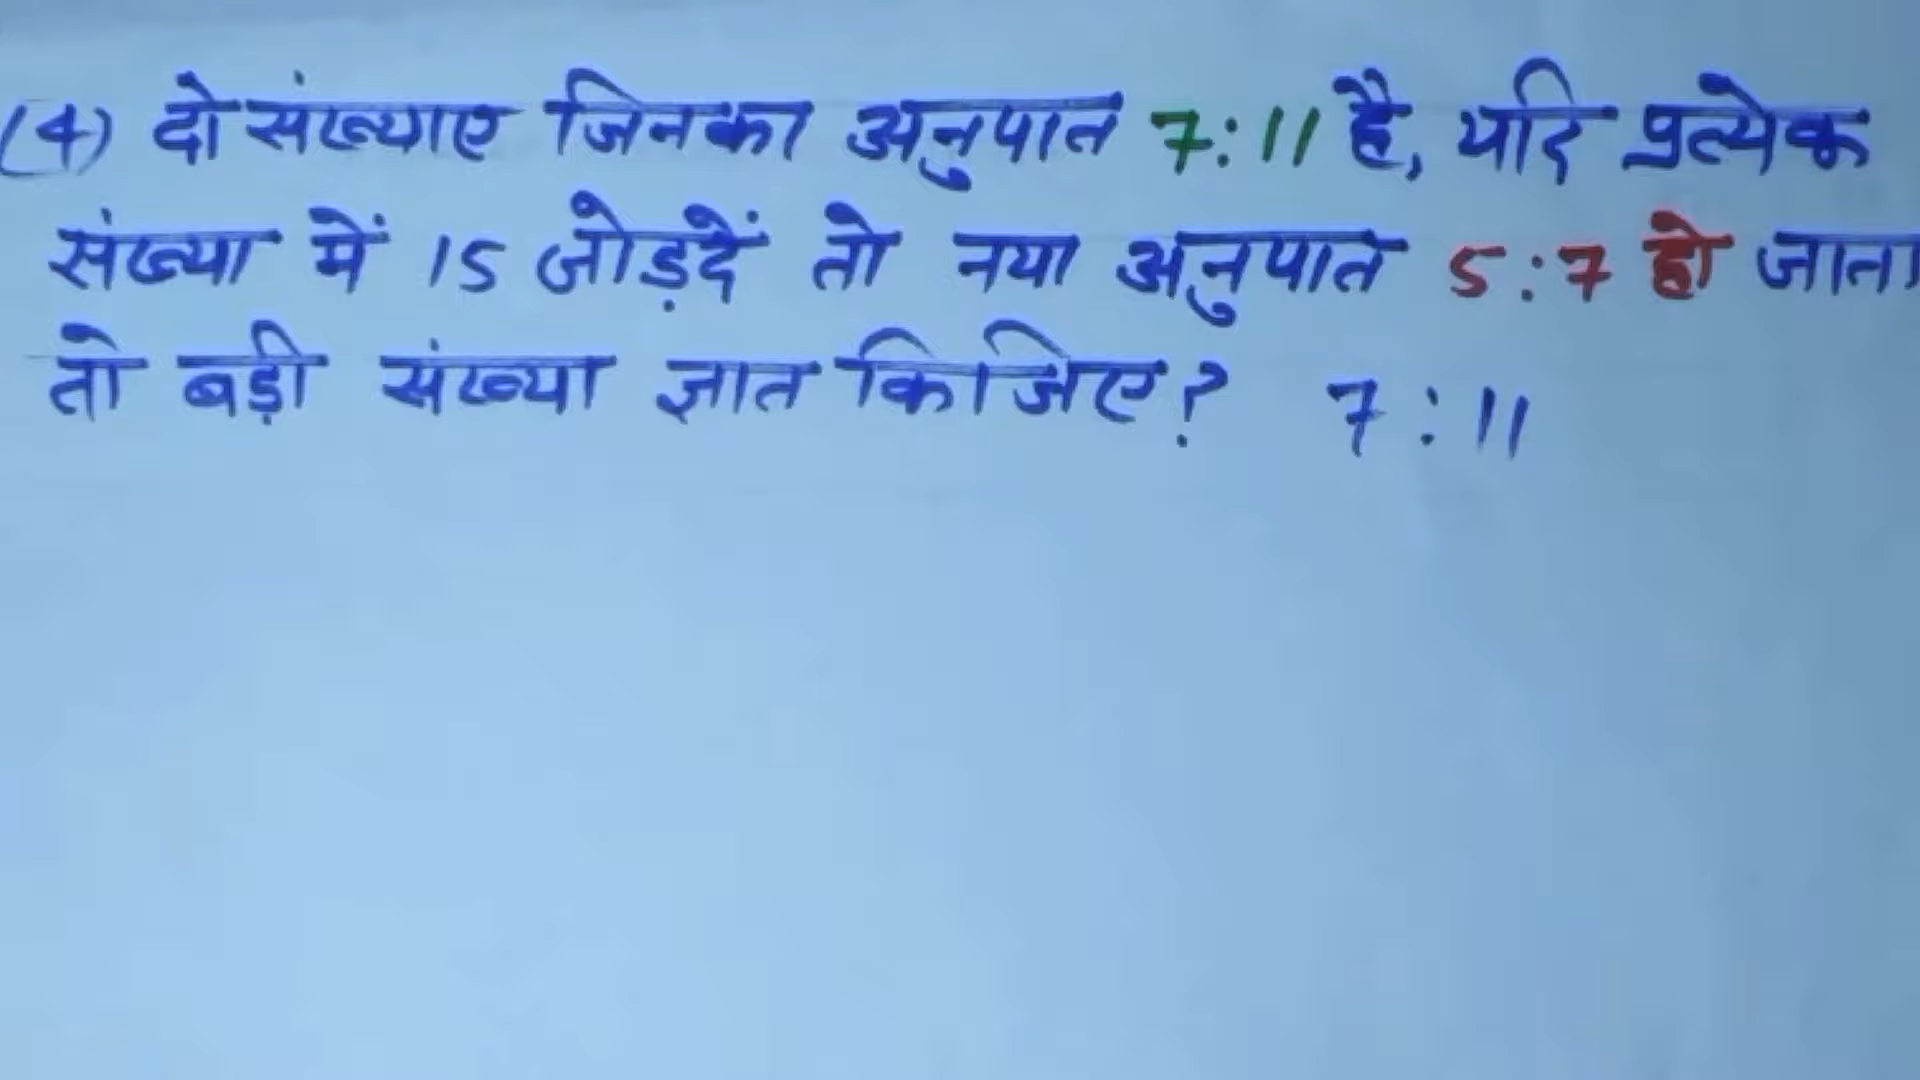 (4) दो संख्याए जिनका अनुपात 7:11 है, यदि प्रत्येक
संख्या में 15 जोड़दें तो नया अनुपात 5:7 हो जाता
तो बड़ी संख्या ज्ञात किजिए? 7:11